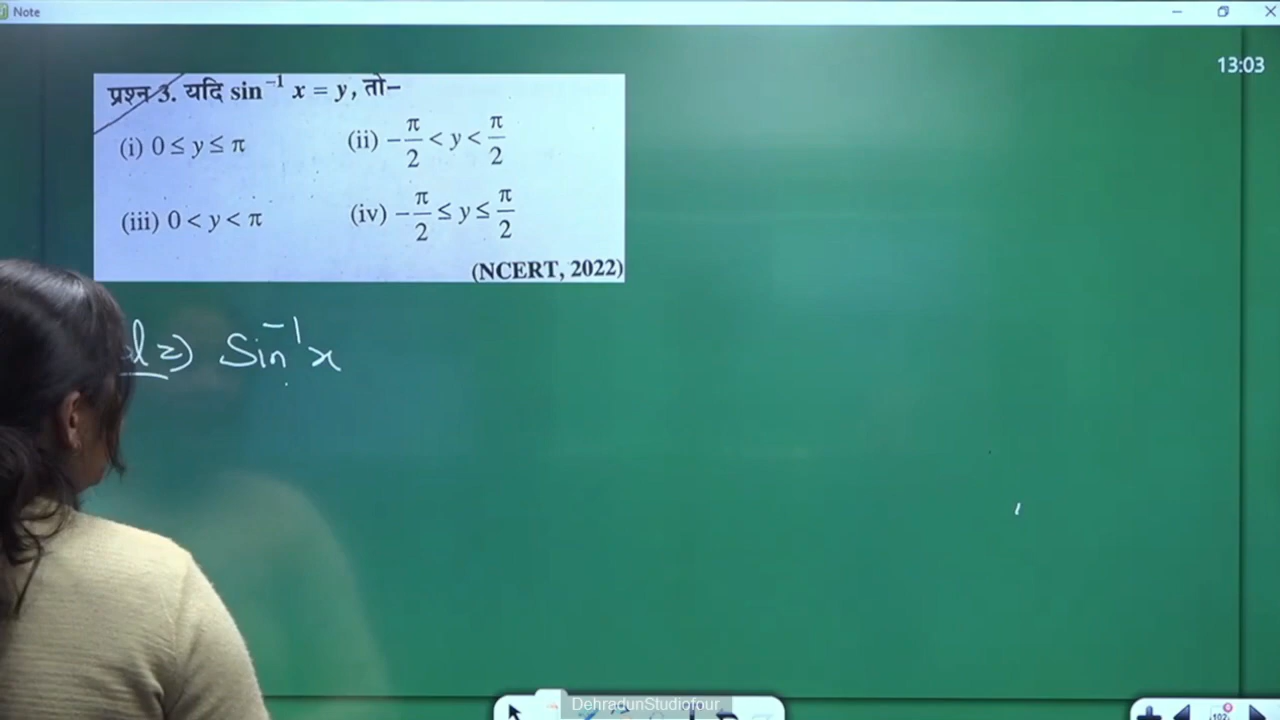 Note
13:03
प्रश्न 3. यदि sin⁻¹ x = y, तो–
(i) 0 ≤ y ≤ π (ii) −π/2 < y < π/2
(iii) 0 < y < π (iv) −π/2 ≤ y ≤ π/2
(NCERT, 2022)
Sin⁻¹x
DehradunStudiofour
102